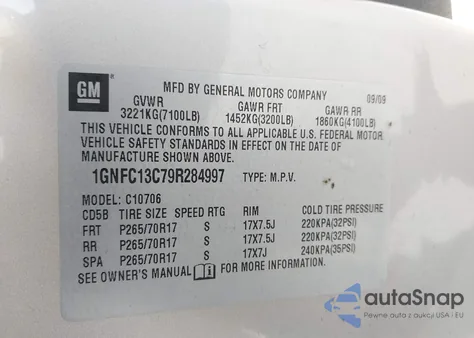 GM
MFD BY GENERAL MOTORS COMPANY
09/09
GVWR GAWR FRT GAWR RR
3221KG(7100LB) 1452KG(3200LB) 1860KG(4100LB)
THIS VEHICLE CONFORMS TO ALL APPLICABLE U.S. FEDERAL MOTOR
VEHICLE SAFETY STANDARDS IN EFFECT ON THE DATE OF
MANUFACTURE SHOWN ABOVE.
1GNFC13C79R284997 TYPE: M.P.V.
MODEL: C10706
CD5B TIRE SIZE SPEED RTG RIM COLD TIRE PRESSURE
FRT P265/70R17 S 17X7.5J 220KPA(32PSI)
RR P265/70R17 S 17X7.5J 220KPA(32PSI)
SPA P265/70R17 S 17X7J 240KPA(35PSI)
SEE OWNER'S MANUAL i FOR MORE INFORMATION.
autoSnap
Pewne auta z aukcji USA i EU